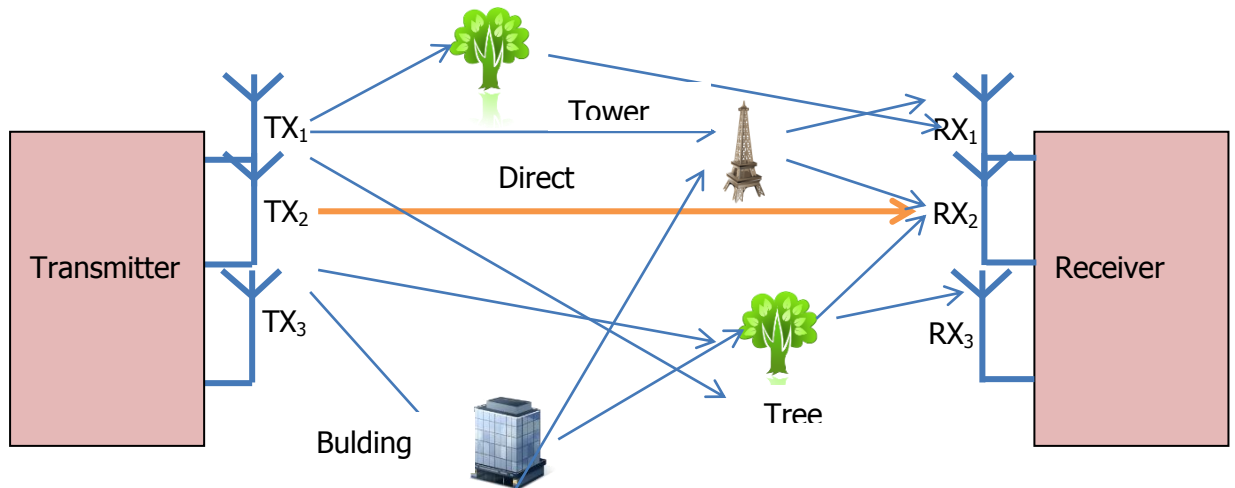 Tower
TX₁
RX₁
Direct
TX₂
RX₂
Transmitter
Receiver
TX₃
RX₃
Tree
Bulding